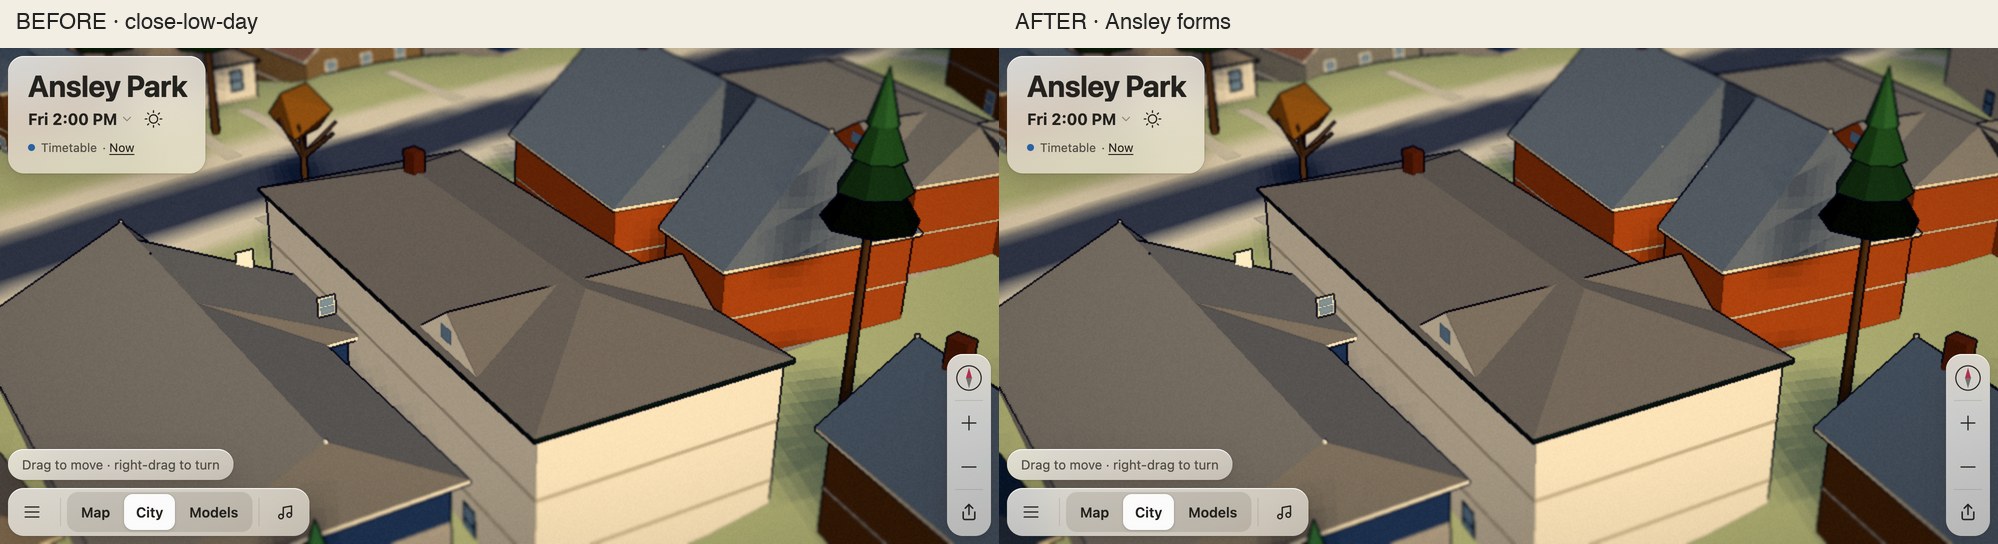 BEFORE · close-low-day
Ansley Park
Fri 2:00 PM
Timetable · Now
Drag to move · right-drag to turn
Map City Models
AFTER · Ansley forms
Ansley Park
Fri 2:00 PM
Timetable · Now
Drag to move · right-drag to turn
Map City Models